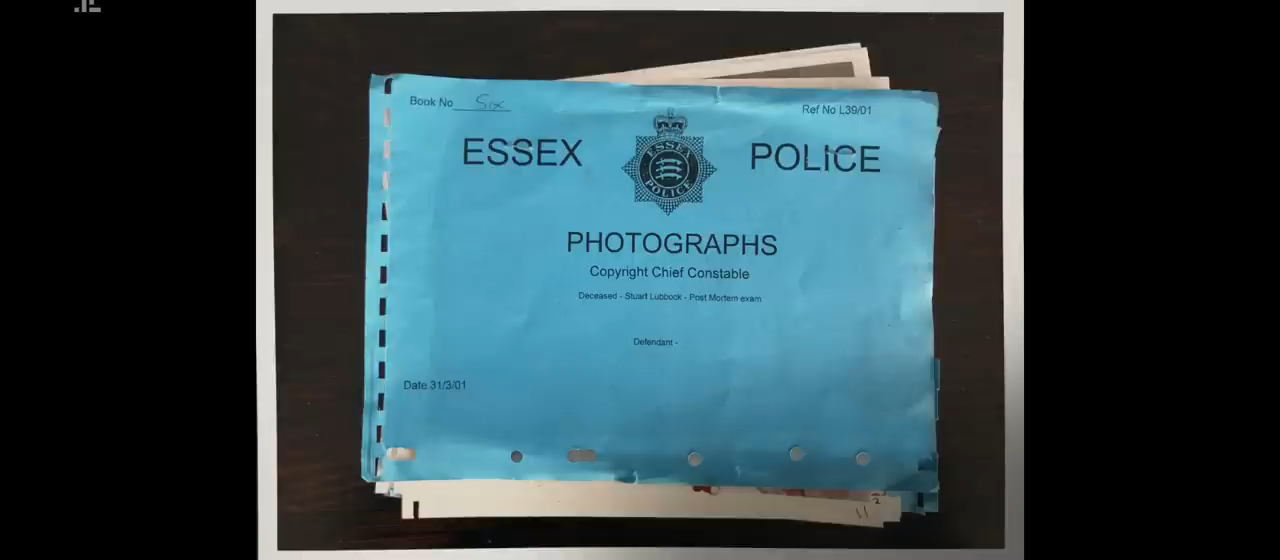 Book No Six
Ref No L39/01
ESSEX POLICE
ESSEX
POLICE
PHOTOGRAPHS
Copyright Chief Constable
Deceased - Stuart Lubbock - Post Mortem exam
Defendant -
Date 31/3/01